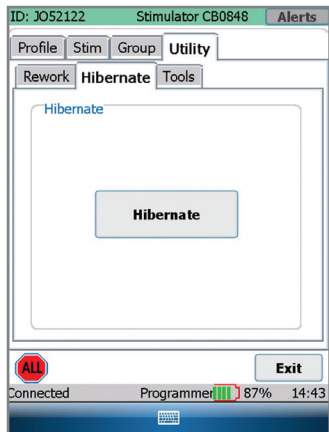 ID: JO52122 Stimulator CB0848 Alerts
Profile Stim Group Utility
Rework Hibernate Tools
Hibernate
Hibernate
ALL Exit
Connected Programmer 87% 14:43